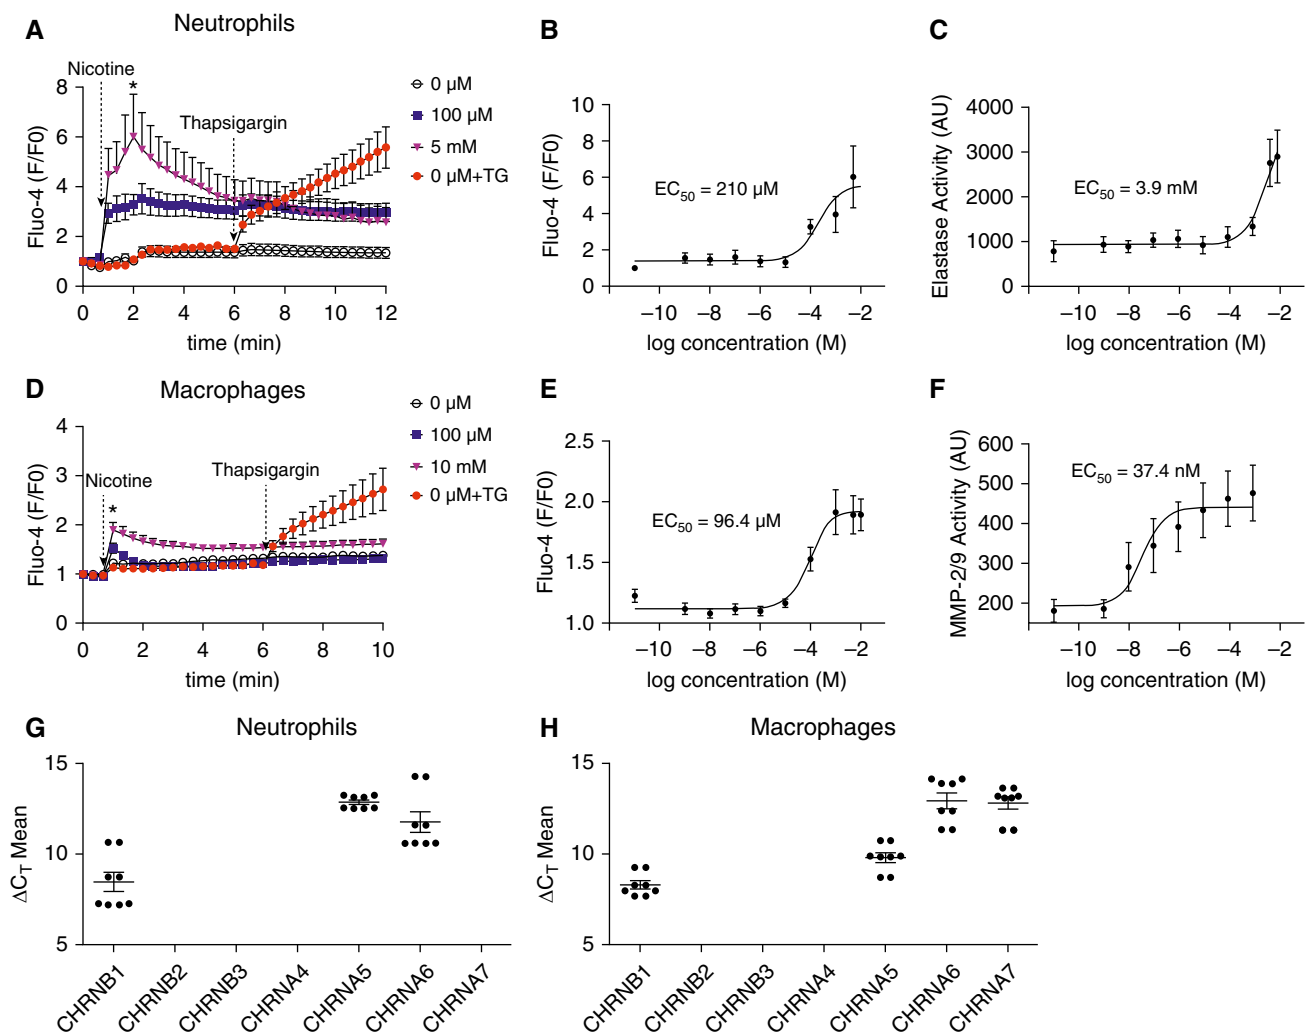 A
Neutrophils
Nicotine
*
Thapsigargin
0 µM
100 µM
5 mM
0 µM+TG
Fluo-4 (F/F0)
8
6
4
2
0
0 2 4 6 8 10 12
time (min)
B
Fluo-4 (F/F0)
10
8
6
4
2
0
EC50 = 210 µM
–10 –8 –6 –4 –2
log concentration (M)
C
Elastase Activity (AU)
4000
3000
2000
1000
0
EC50 = 3.9 mM
–10 –8 –6 –4 –2
log concentration (M)
D
Macrophages
Nicotine
*
Thapsigargin
0 µM
100 µM
10 mM
0 µM+TG
Fluo-4 (F/F0)
4
3
2
1
0
0 2 4 6 8 10
time (min)
E
Fluo-4 (F/F0)
2.5
2.0
1.5
1.0
EC50 = 96.4 µM
–10 –8 –6 –4 –2
log concentration (M)
F
MMP-2/9 Activity (AU)
600
500
400
300
200
EC50 = 37.4 nM
–10 –8 –6 –4 –2
log concentration (M)
G
Neutrophils
ΔCT Mean
15
10
5
CHRNB1
CHRNB2
CHRNB3
CHRNA4
CHRNA5
CHRNA6
CHRNA7
H
Macrophages
ΔCT Mean
15
10
5
CHRNB1
CHRNB2
CHRNB3
CHRNA4
CHRNA5
CHRNA6
CHRNA7